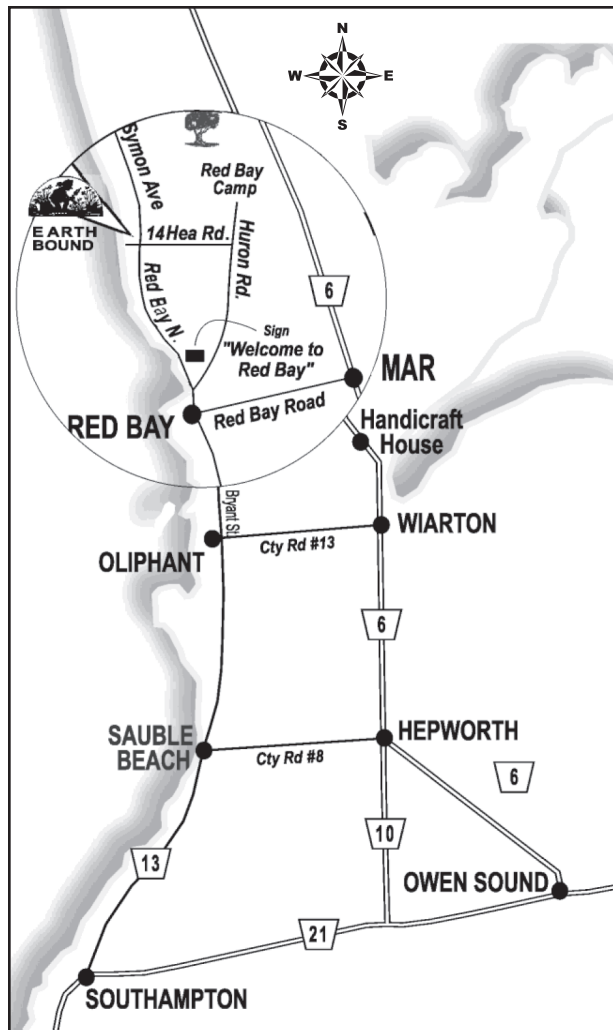 N
W E
S
Symon Ave
Red Bay
Camp
EARTH
BOUND
14Hea Rd.
Huron Rd.
Red Bay N.
6
Sign
"Welcome to
Red Bay"
MAR
RED BAY
Red Bay Road
Handicraft
House
Bryant St.
WIARTON
OLIPHANT
Cty Rd #13
6
SAUBLE
BEACH
HEPWORTH
Cty Rd #8
6
10
13
OWEN SOUND
21
SOUTHAMPTON